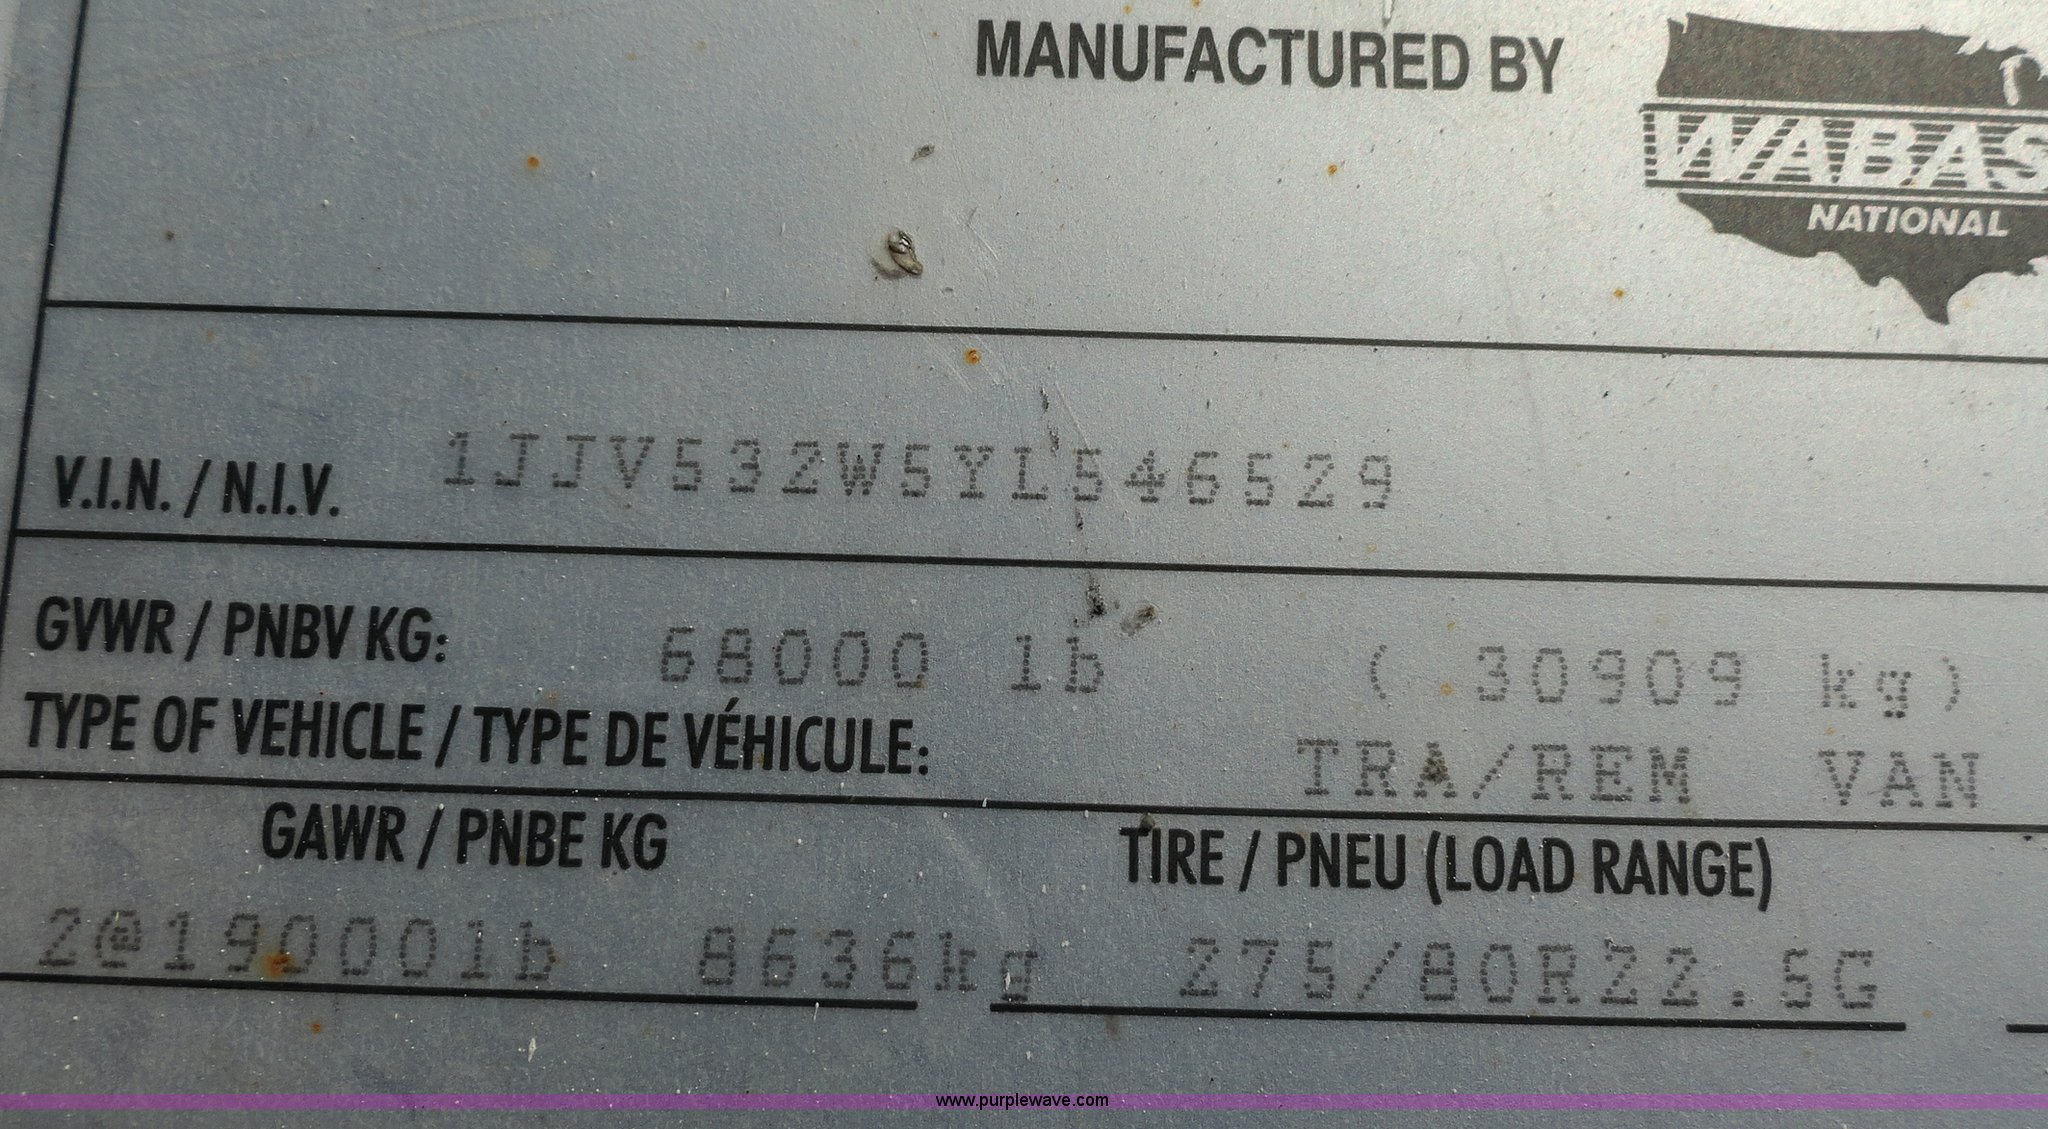 MANUFACTURED BY
WABAS
NATIONAL
V.I.N. / N.I.V. 1JJV532W5YL546529
GVWR / PNBV KG: 68000 lb ( 30909 kg)
TYPE OF VEHICLE / TYPE DE VÉHICULE: TRA/REM VAN
GAWR / PNBE KG TIRE / PNEU (LOAD RANGE)
2@19000lb 8636kg 275/80R22.5G
www.purplewave.com